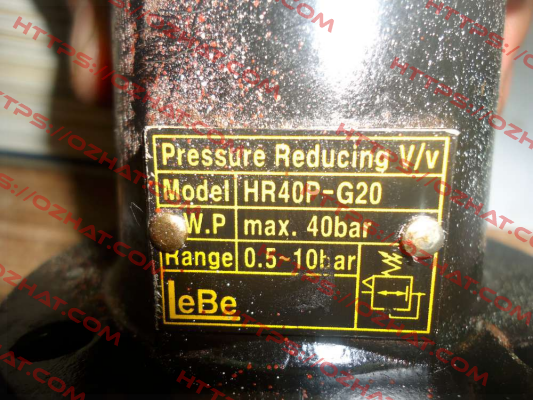 Pressure Reducing V/v
Model HR40P-G20
W.P max. 40bar
Range 0.5~10bar
LeBe
HTTPS://OZHAT.COM